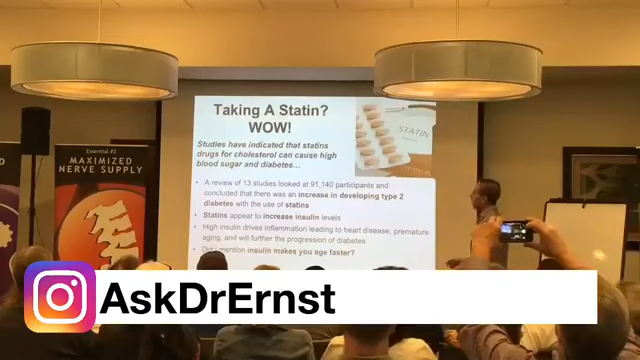 Taking A Statin?
WOW!
Studies have indicated that statins
drugs for cholesterol can cause high
blood sugar and diabetes...
STATIN
• A review of 13 studies looked at 91,140 participants and
concluded that there was an increase in developing type 2
diabetes with the use of statins
• Statins appear to increase insulin levels
• High insulin drives inflammation leading to heart disease, premature
aging, and will further the progression of diabetes
• Did I mention insulin makes you age faster?
Essential #2
MAXIMIZED
NERVE SUPPLY
AskDrErnst